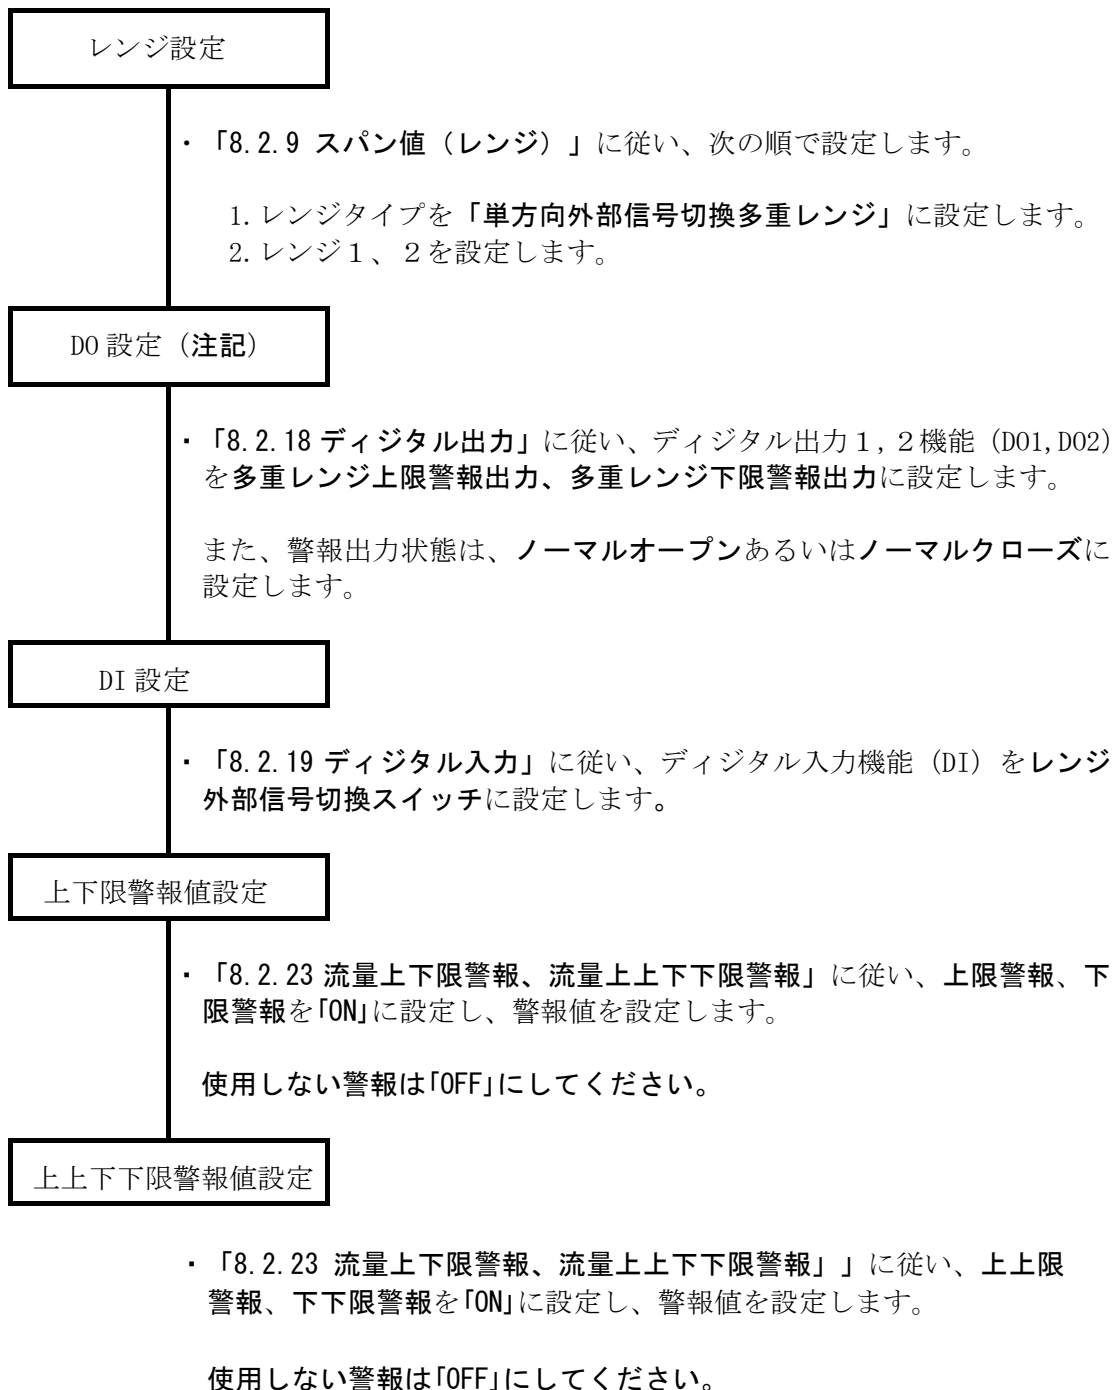 レンジ設定
・「8.2.9 スパン値（レンジ）」に従い、次の順で設定します。
1.レンジタイプを「単方向外部信号切換多重レンジ」に設定します。
2.レンジ１、２を設定します。
DO設定（注記）
・「8.2.18 ディジタル出力」に従い、ディジタル出力１,２機能（DO1,DO2）
を多重レンジ上限警報出力、多重レンジ下限警報出力に設定します。
また、警報出力状態は、ノーマルオープンあるいはノーマルクローズに
設定します。
DI設定
・「8.2.19 ディジタル入力」に従い、ディジタル入力機能（DI）をレンジ
外部信号切換スイッチに設定します。
上下限警報値設定
・「8.2.23 流量上下限警報、流量上上下下限警報」に従い、上限警報、下
限警報を「ON」に設定し、警報値を設定します。
使用しない警報は「OFF」にしてください。
上上下下限警報値設定
・「8.2.23 流量上下限警報、流量上上下下限警報」」に従い、上上限
警報、下下限警報を「ON」に設定し、警報値を設定します。
使用しない警報は「OFF」にしてください。